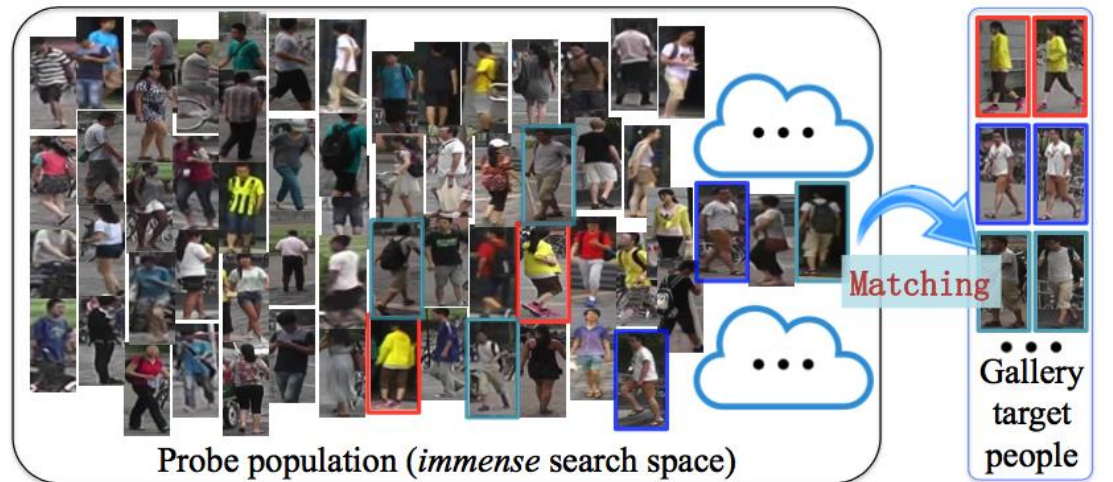 Matching
Gallery
target
people
Probe population (immense search space)